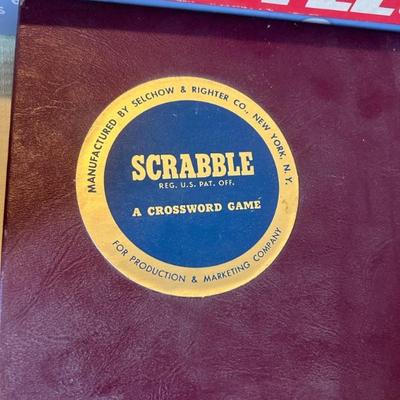 MANUFACTURED BY SELCHOW & RIGHTER CO., NEW YORK, N. Y.
SCRABBLE
REG. U.S. PAT. OFF.
A CROSSWORD GAME
FOR PRODUCTION & MARKETING COMPANY